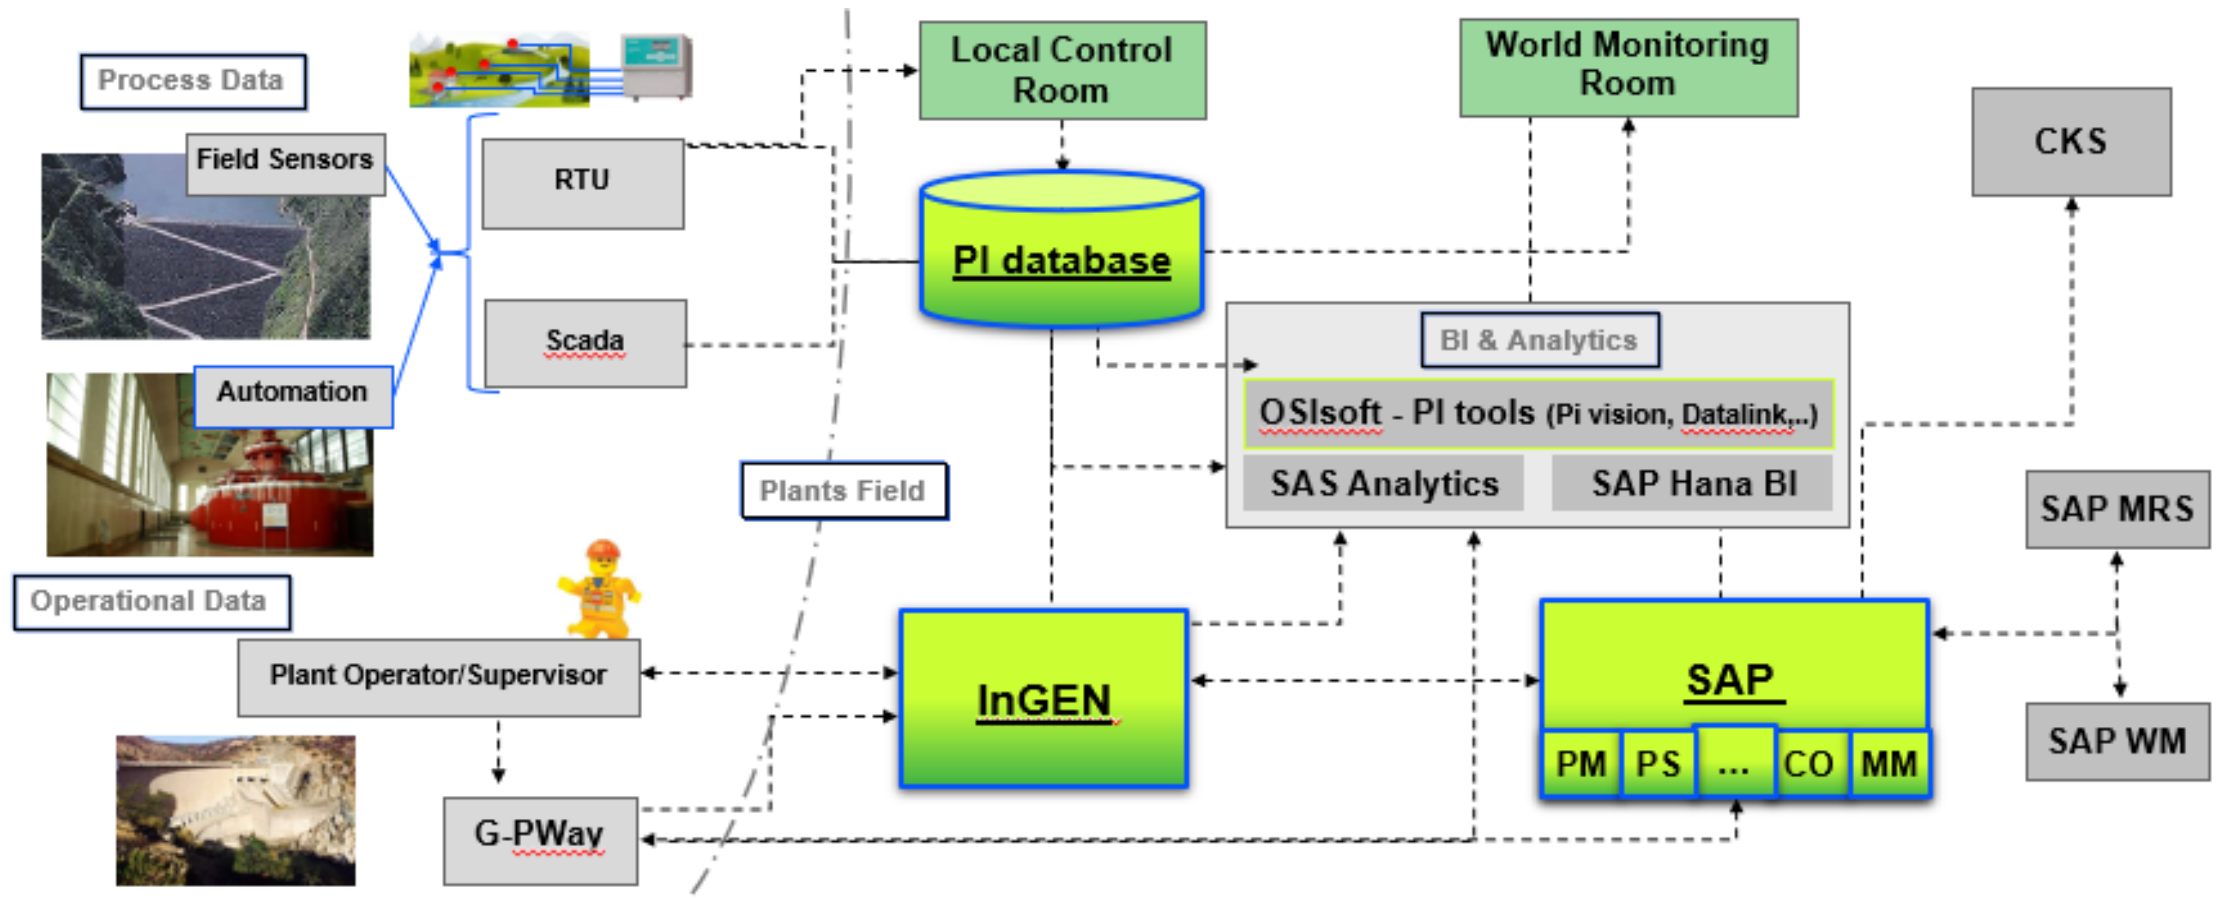 Process Data
Local Control
Room
World Monitoring
Room
CKS
Field Sensors
RTU
PI database
Scada
BI & Analytics
Automation
OSIsoft - PI tools (Pi vision, Datalink,..)
Plants Field
SAS Analytics
SAP Hana BI
SAP MRS
Operational Data
Plant Operator/Supervisor
InGEN
SAP
SAP WM
PM
PS
...
CO
MM
G-PWay